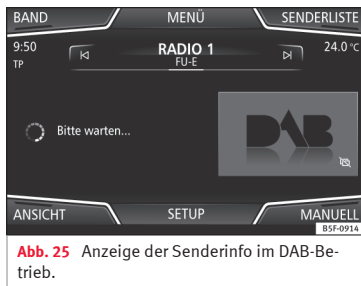 BAND MENÜ SENDERLISTE
9:50 RADIO 1 24.0 °C
TP FU-E
Bitte warten...
DAB
ANSICHT SETUP MANUELL
B5F-0914
Abb. 25 Anzeige der Senderinfo im DAB-Be-
trieb.